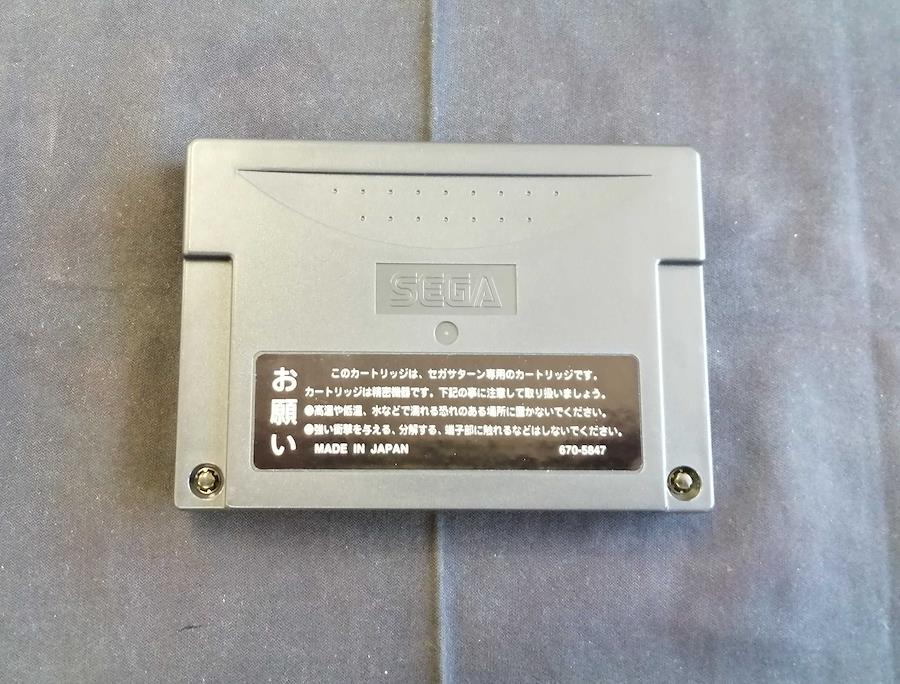 SEGA
お願い
このカートリッジは、セガサターン専用のカートリッジです。
カートリッジは精密機器です。下記の事に注意して取り扱いましょう。
●高温や低温、水などで濡れる恐れのある場所に置かないでください。
●強い衝撃を与える、分解する、端子部に触れるなどはしないでください。
MADE IN JAPAN 670-5847